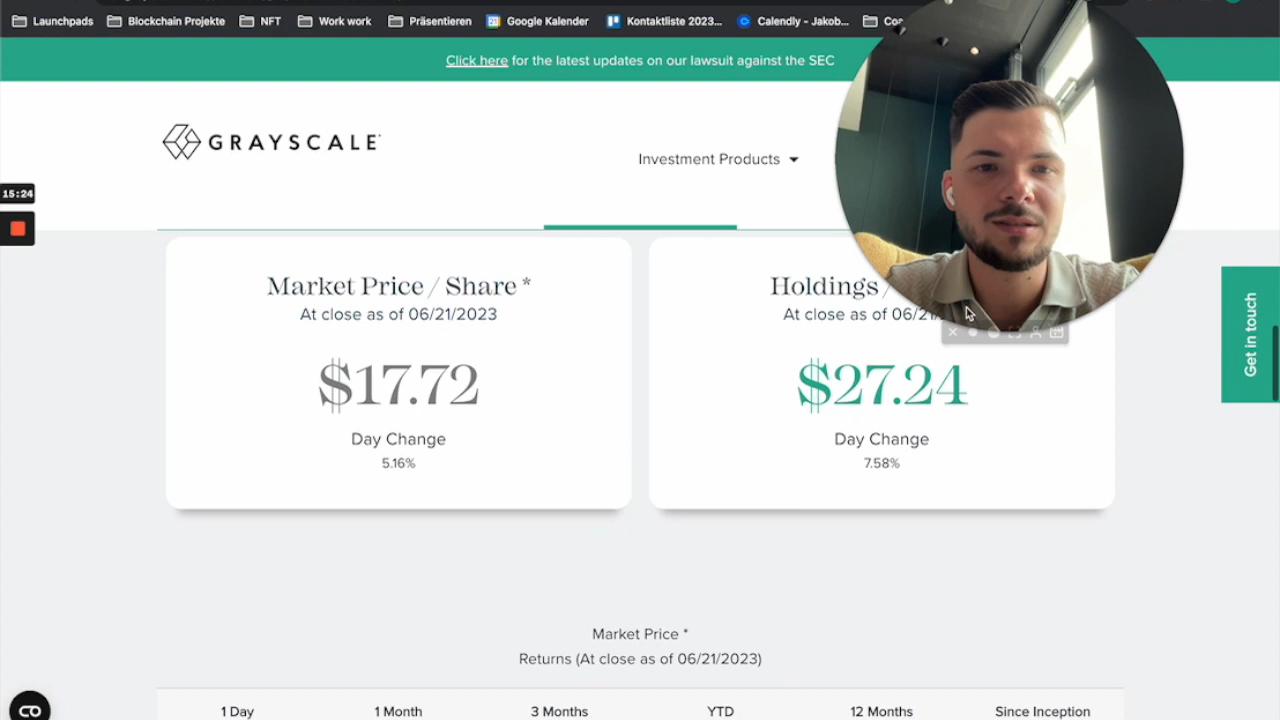 Launchpads
Blockchain Projekte
NFT
Work work
Präsentieren
Google Kalender
Kontaktliste 2023...
Calendly - Jakob...
Click here for the latest updates on our lawsuit against the SEC
GRAYSCALE
Investment Products
15:24
Market Price / Share *
At close as of 06/21/2023
$17.72
Day Change
5.16%
Holdings /
At close as of
$27.24
Day Change
7.58%
Get in touch
Market Price *
Returns (At close as of 06/21/2023)
1 Day
1 Month
3 Months
YTD
12 Months
Since Inception